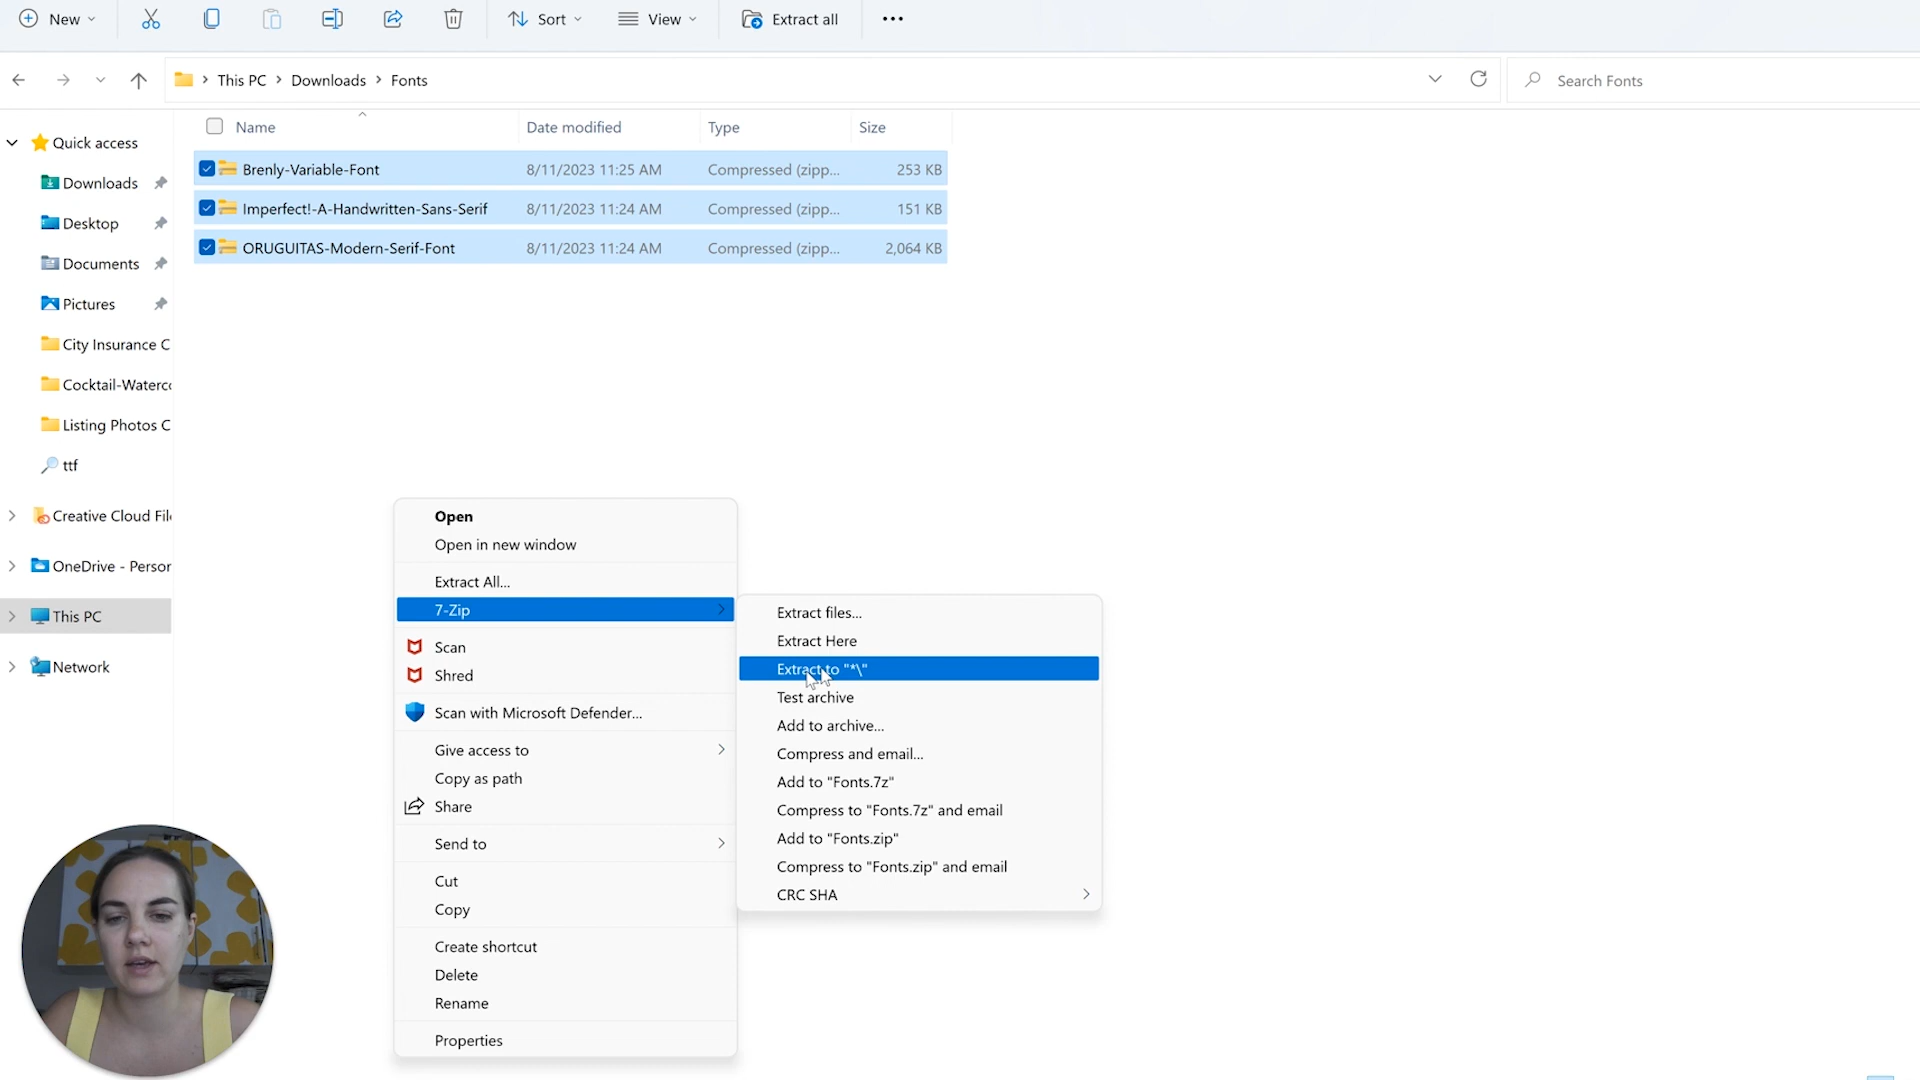 New
Sort
View
Extract all
This PC
Downloads
Fonts
Search Fonts
Name
Date modified
Type
Size
Quick access
Downloads
Desktop
Documents
Pictures
City Insurance C
Cocktail-Waterc
Listing Photos C
ttf
Creative Cloud Fil
OneDrive - Person
This PC
Network
Brenly-Variable-Font 8/11/2023 11:25 AM Compressed (zipp... 253 KB
Imperfect!-A-Handwritten-Sans-Serif 8/11/2023 11:24 AM Compressed (zipp... 151 KB
ORUGUITAS-Modern-Serif-Font 8/11/2023 11:24 AM Compressed (zipp... 2,064 KB
Open
Open in new window
Extract All...
7-Zip
Scan
Shred
Scan with Microsoft Defender...
Give access to
Copy as path
Share
Send to
Cut
Copy
Create shortcut
Delete
Rename
Properties
Extract files...
Extract Here
Extract to "*\"
Test archive
Add to archive...
Compress and email...
Add to "Fonts.7z"
Compress to "Fonts.7z" and email
Add to "Fonts.zip"
Compress to "Fonts.zip" and email
CRC SHA